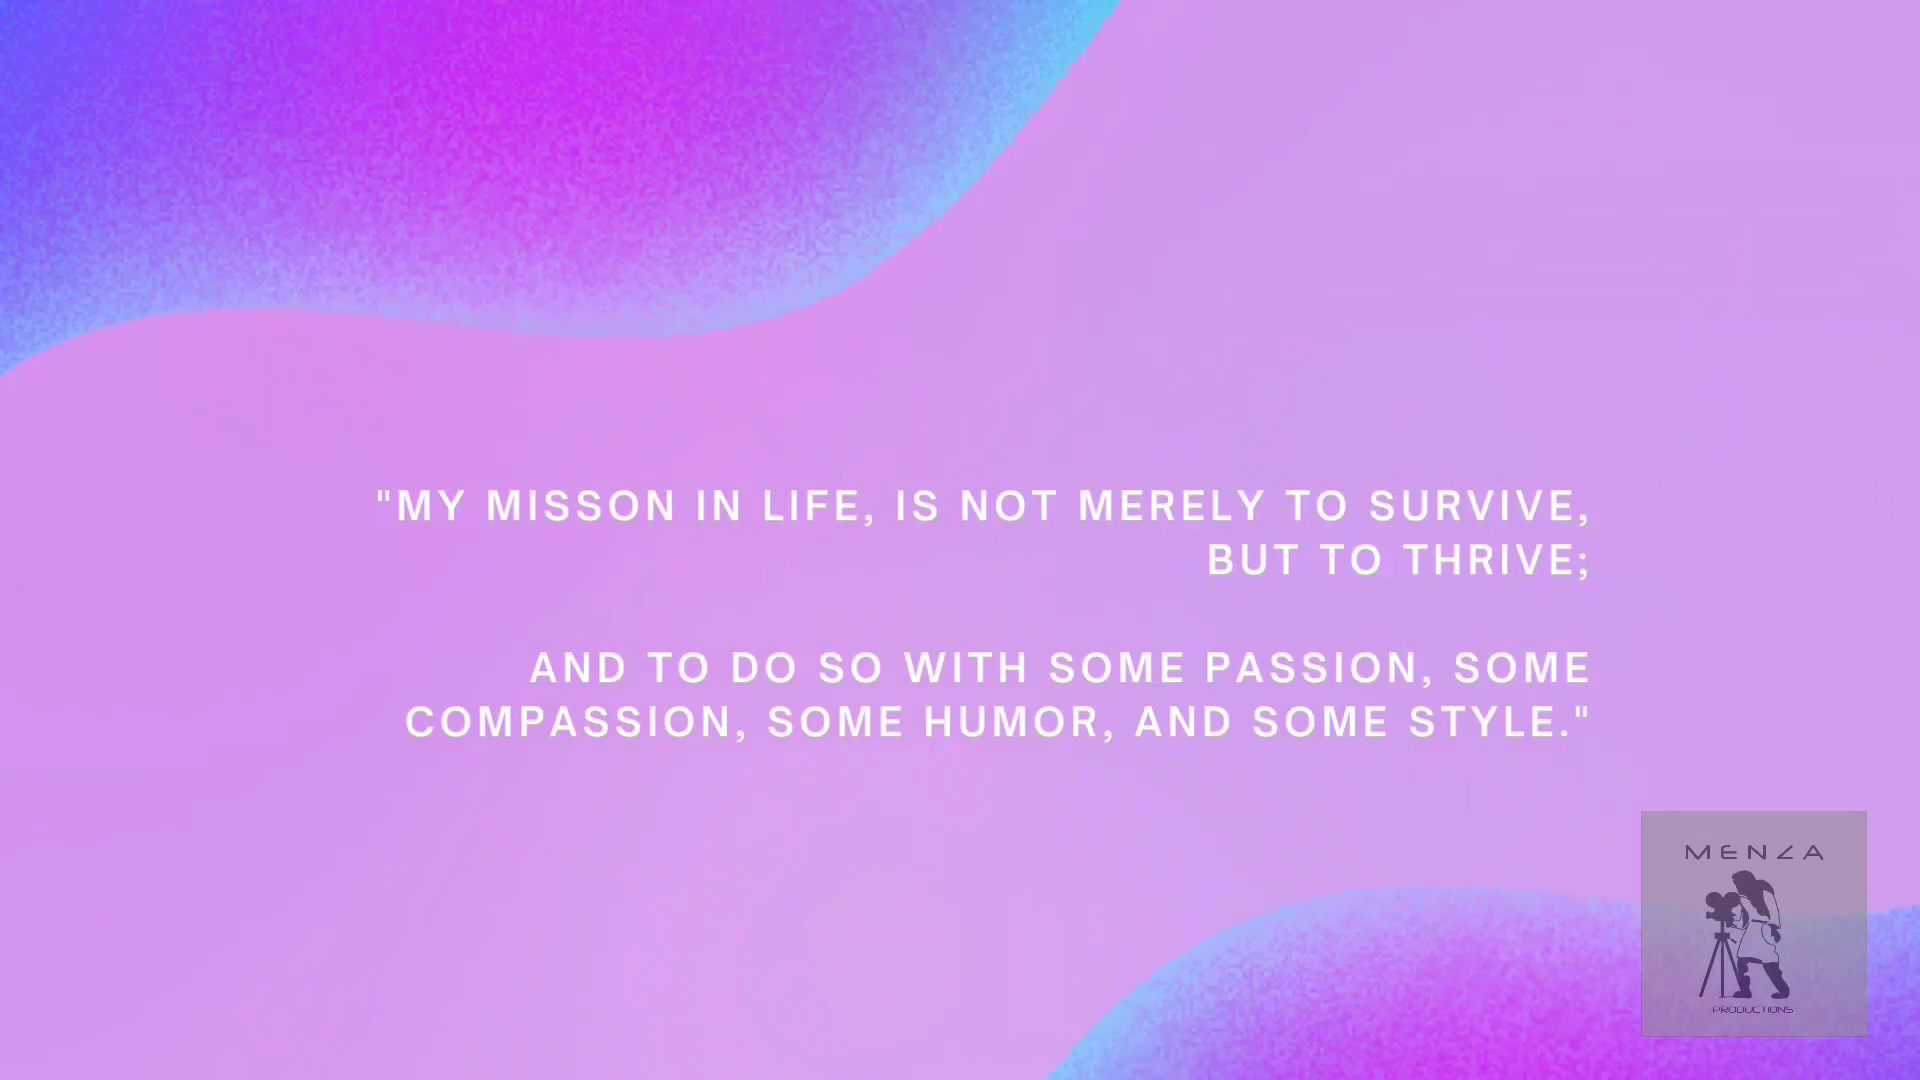 "MY MISSON IN LIFE, IS NOT MERELY TO SURVIVE,
BUT TO THRIVE;
AND TO DO SO WITH SOME PASSION, SOME
COMPASSION, SOME HUMOR, AND SOME STYLE."
MENZA
PRODUCTIONS